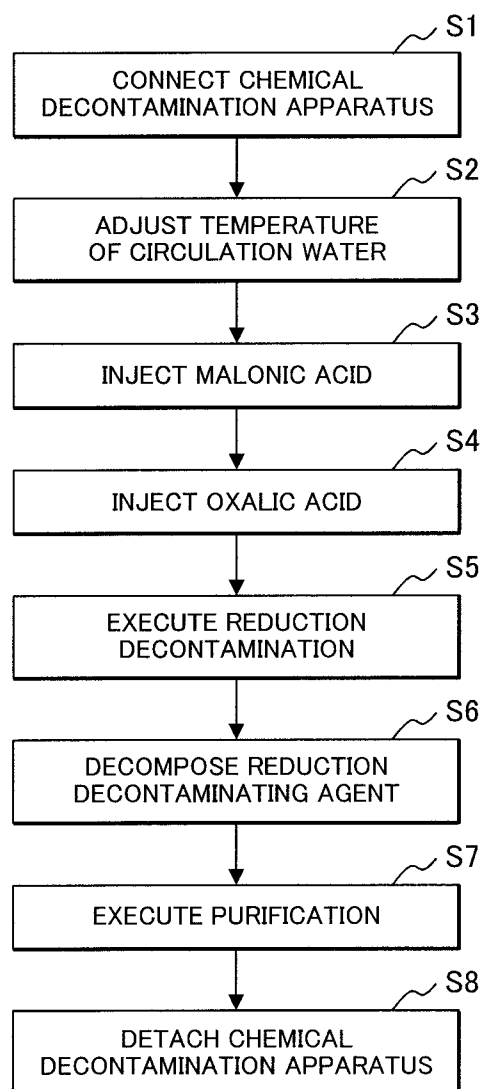 S1
CONNECT CHEMICAL
DECONTAMINATION APPARATUS
S2
ADJUST TEMPERATURE
OF CIRCULATION WATER
S3
INJECT MALONIC ACID
S4
INJECT OXALIC ACID
S5
EXECUTE REDUCTION
DECONTAMINATION
S6
DECOMPOSE REDUCTION
DECONTAMINATING AGENT
S7
EXECUTE PURIFICATION
S8
DETACH CHEMICAL
DECONTAMINATION APPARATUS